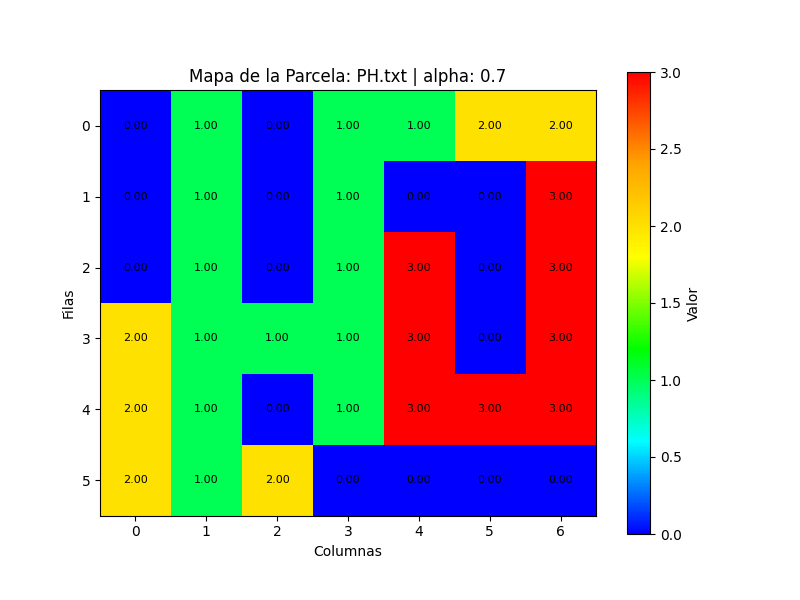 Mapa de la Parcela: PH.txt | alpha: 0.7
3.0
0 0.00 1.00 0.00 1.00 1.00 2.00 2.00
2.5
1 0.00 1.00 0.00 1.00 0.00 0.00 3.00
2.0
2 0.00 1.00 0.00 1.00 3.00 0.00 3.00
Filas
Valor
1.5
3 2.00 1.00 1.00 1.00 3.00 0.00 3.00
1.0
4 2.00 1.00 0.00 1.00 3.00 3.00 3.00
0.5
5 2.00 1.00 2.00 0.00 0.00 0.00 0.00
0.0
0 1 2 3 4 5 6
Columnas